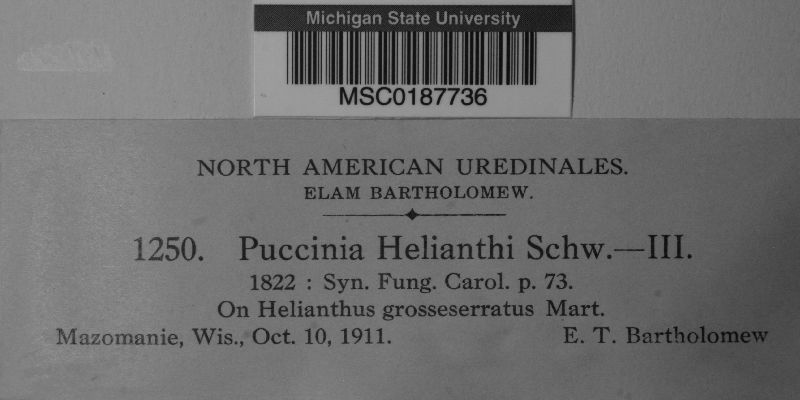 Michigan State University
MSC0187736
NORTH AMERICAN UREDINALES.
ELAM BARTHOLOMEW.
1250. Puccinia Helianthi Schw.—III.
1822 : Syn. Fung. Carol. p. 73.
On Helianthus grosseserratus Mart.
Mazomanie, Wis., Oct. 10, 1911. E. T. Bartholomew